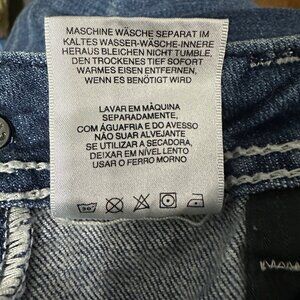 MASCHINE WÄSCHE SEPARAT IM
KALTES WASSER-WÄSCHE-INNERE
HERAUS BLEICHEN NICHT TUMBLE,
DEN TROCKENES TIEF SOFORT
WARMES EISEN ENTFERNEN,
WENN ES BENÖTIGT WIRD
LAVAR EM MÁQUINA
SEPARADAMENTE,
COM ÁGUAFRIA E DO AVESSO
NÃO SUAR ALVEJANTE
SE UTILIZAR A SECADORA,
DEIXAR EM NÍVEL LENTO
USAR O FERRO MORNO
30°